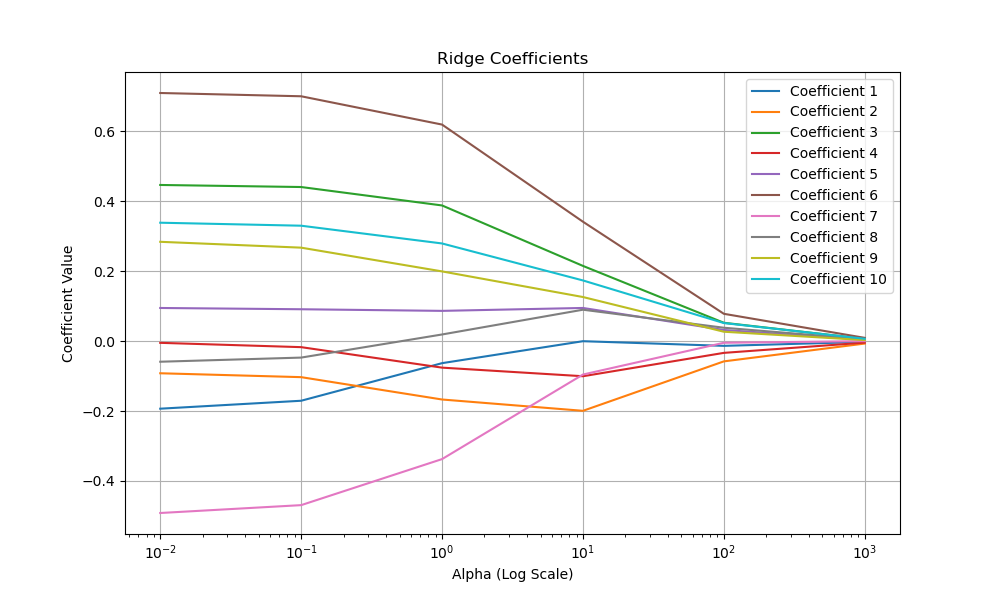 Ridge Coefficients
Coefficient 1
Coefficient 2
Coefficient 3
Coefficient 4
Coefficient 5
Coefficient 6
Coefficient 7
Coefficient 8
Coefficient 9
Coefficient 10
Coefficient Value
0.6
0.4
0.2
0.0
−0.2
−0.4
10⁻² 10⁻¹ 10⁰ 10¹ 10² 10³
Alpha (Log Scale)